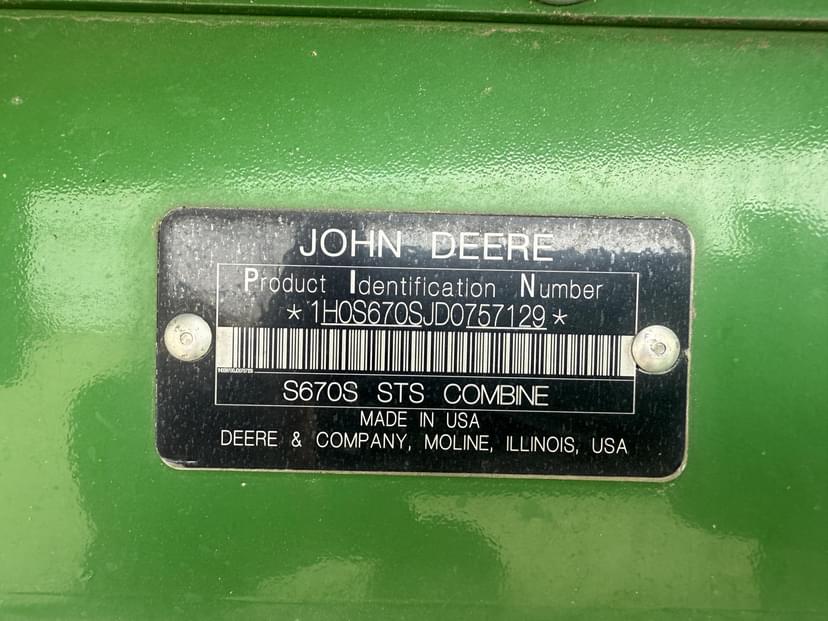 JOHN DEERE
Product Identification Number
*1H0S670SJD0757129*
S670S STS COMBINE
MADE IN USA
DEERE & COMPANY, MOLINE, ILLINOIS, USA